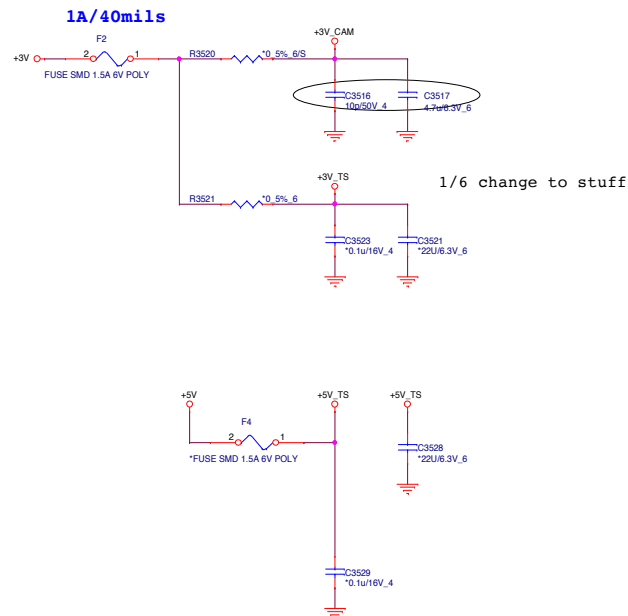 1A/40mils
F2
+3V
2
1
FUSE SMD 1.5A 6V POLY
R3520
*0_5%_6/S
+3V_CAM
C3516
10p/50V_4
C3517
4.7u/6.3V_6
+3V_TS
1/6 change to stuff
R3521
*0_5%_6
C3523
*0.1u/16V_4
C3521
*22U/6.3V_6
+5V
+5V_TS
+5V_TS
F4
2
1
*FUSE SMD 1.5A 6V POLY
C3528
*22U/6.3V_6
C3529
*0.1u/16V_4